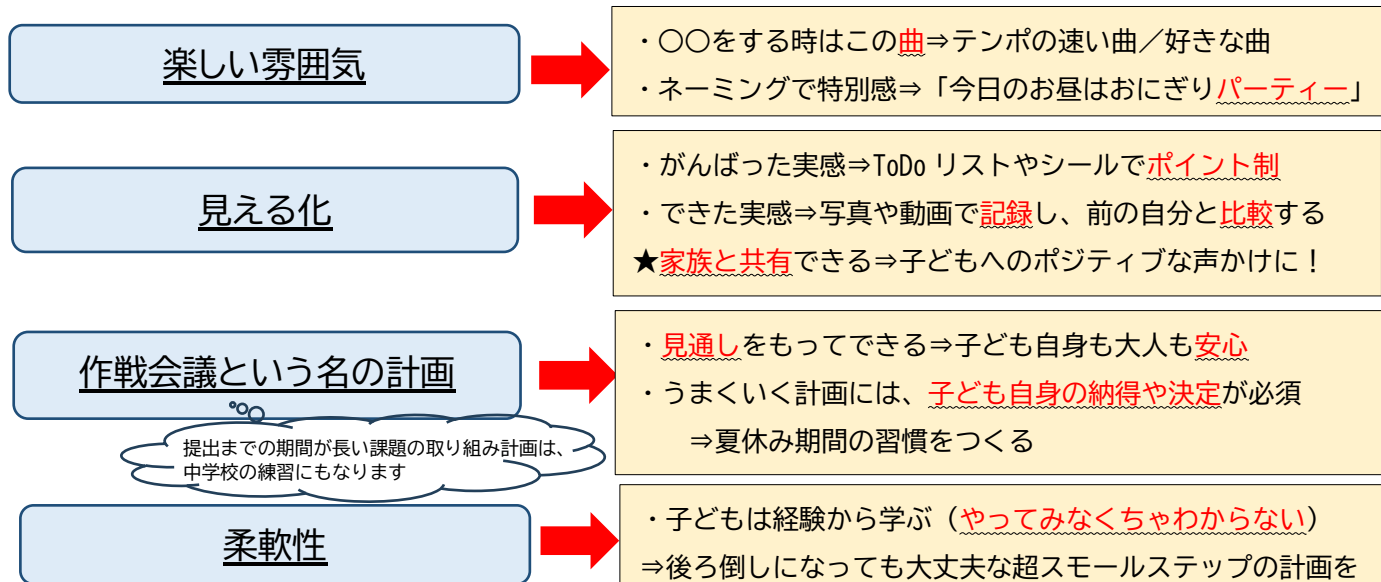 楽しい雰囲気
・〇〇をする時はこの曲⇒テンポの速い曲／好きな曲
・ネーミングで特別感⇒「今日のお昼はおにぎりパーティー」
見える化
・がんばった実感⇒ToDo リストやシールでポイント制
・できた実感⇒写真や動画で記録し、前の自分と比較する
★家族と共有できる⇒子どもへのポジティブな声かけに！
作戦会議という名の計画
提出までの期間が長い課題の取り組み計画は、
中学校の練習にもなります
・見通しをもってできる⇒子ども自身も大人も安心
・うまくいく計画には、子ども自身の納得や決定が必須
⇒夏休み期間の習慣をつくる
柔軟性
・子どもは経験から学ぶ（やってみなくちゃわからない）
⇒後ろ倒しになっても大丈夫な超スモールステップの計画を